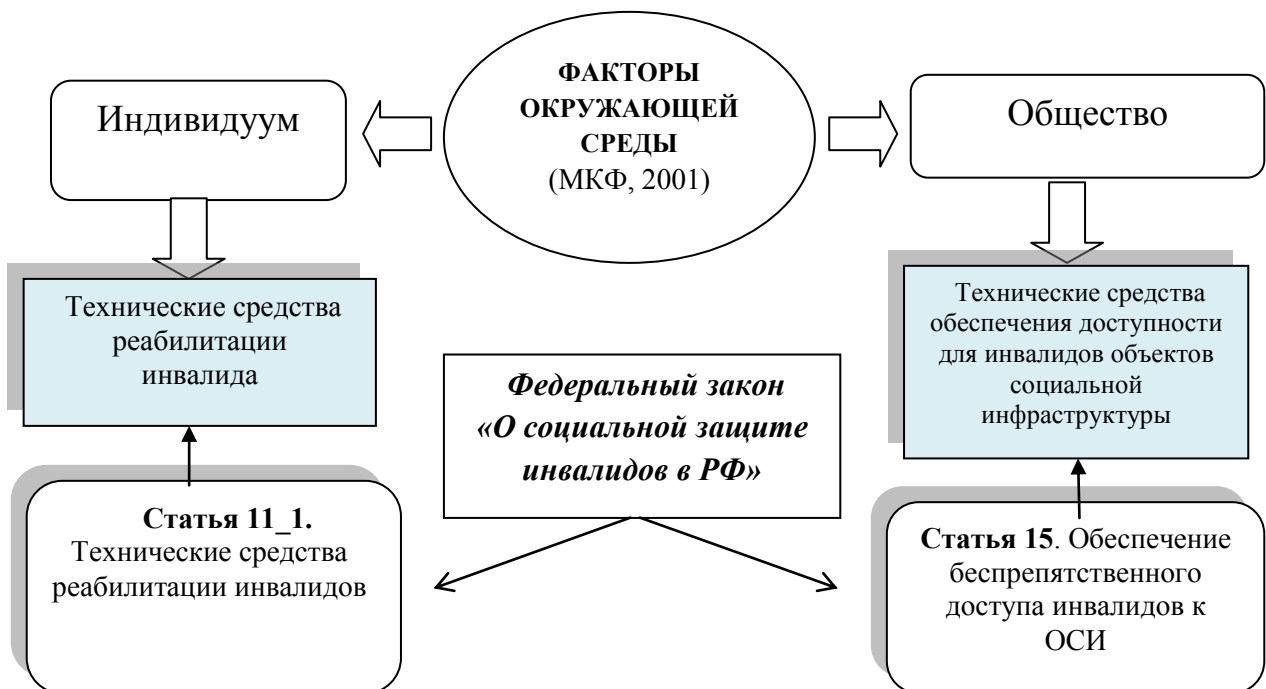 ФАКТОРЫ
ОКРУЖАЮЩЕЙ
СРЕДЫ
(МКФ, 2001)
Индивидуум
Общество
Технические средства
реабилитации
инвалида
Технические средства
обеспечения доступности
для инвалидов объектов
социальной
инфраструктуры
Федеральный закон
«О социальной защите
инвалидов в РФ»
Статья 11_1.
Технические средства
реабилитации инвалидов
Статья 15. Обеспечение
беспрепятственного
доступа инвалидов к
ОСИ